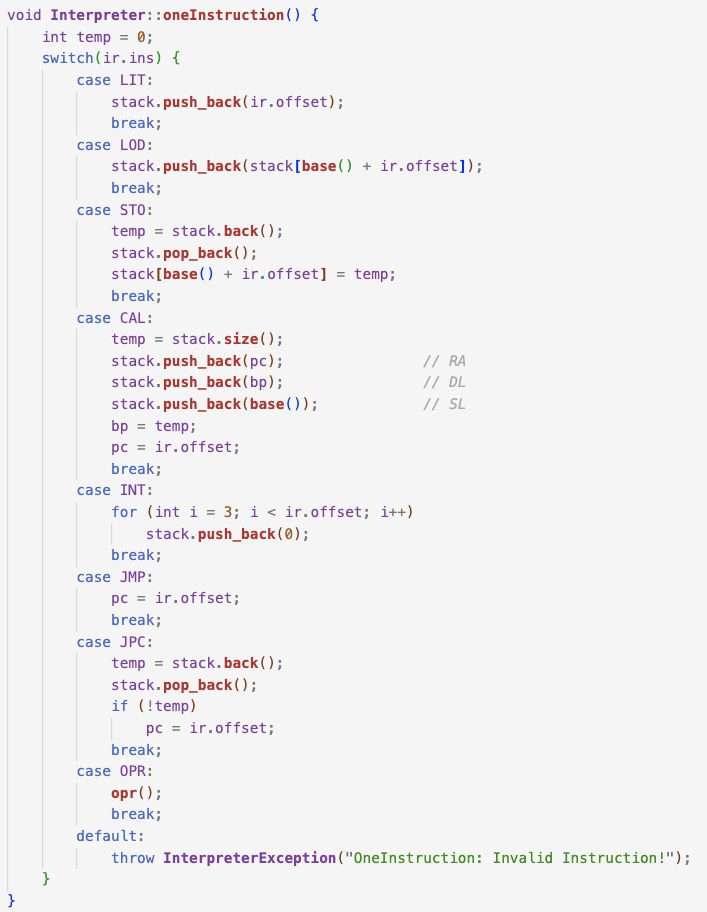 void Interpreter::oneInstruction() {
    int temp = 0;
    switch(ir.ins) {
        case LIT:
            stack.push_back(ir.offset);
            break;
        case LOD:
            stack.push_back(stack[base() + ir.offset]);
            break;
        case STO:
            temp = stack.back();
            stack.pop_back();
            stack[base() + ir.offset] = temp;
            break;
        case CAL:
            temp = stack.size();
            stack.push_back(pc);                // RA
            stack.push_back(bp);                // DL
            stack.push_back(base());            // SL
            bp = temp;
            pc = ir.offset;
            break;
        case INT:
            for (int i = 3; i < ir.offset; i++)
                stack.push_back(0);
            break;
        case JMP:
            pc = ir.offset;
            break;
        case JPC:
            temp = stack.back();
            stack.pop_back();
            if (!temp)
                pc = ir.offset;
            break;
        case OPR:
            opr();
            break;
        default:
            throw InterpreterException("OneInstruction: Invalid Instruction!");
    }
}